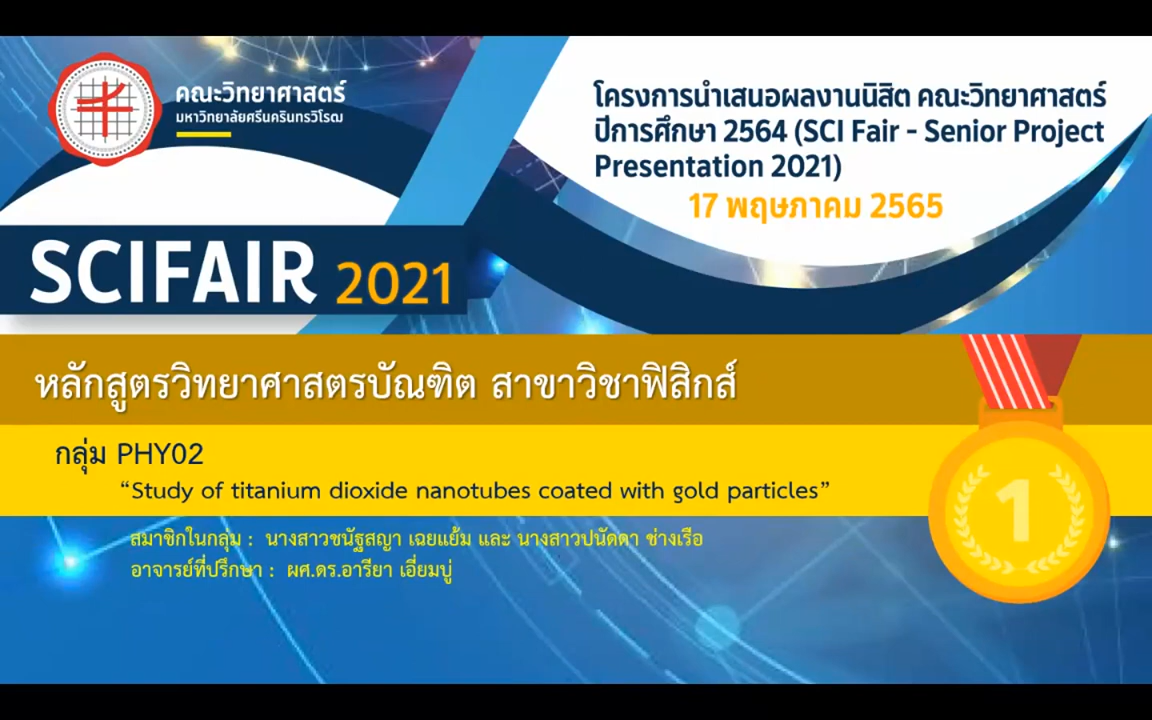 คณะวิทยาศาสตร์
มหาวิทยาลัยศรีนครินทรวิโรฒ
โครงการนำเสนอผลงานนิสิต คณะวิทยาศาสตร์
ปีการศึกษา 2564 (SCI Fair - Senior Project
Presentation 2021)
17 พฤษภาคม 2565
SCIFAIR 2021
หลักสูตรวิทยาศาสตรบัณฑิต สาขาวิชาฟิสิกส์
กลุ่ม PHY02
“Study of titanium dioxide nanotubes coated with gold particles”
1
สมาชิกในกลุ่ม : นางสาวชนัฐสญา เฉยแย้ม และ นางสาวปนัดดา ช่างเรือ
อาจารย์ที่ปรึกษา : ผศ.ดร.อารียา เอี่ยมบู่